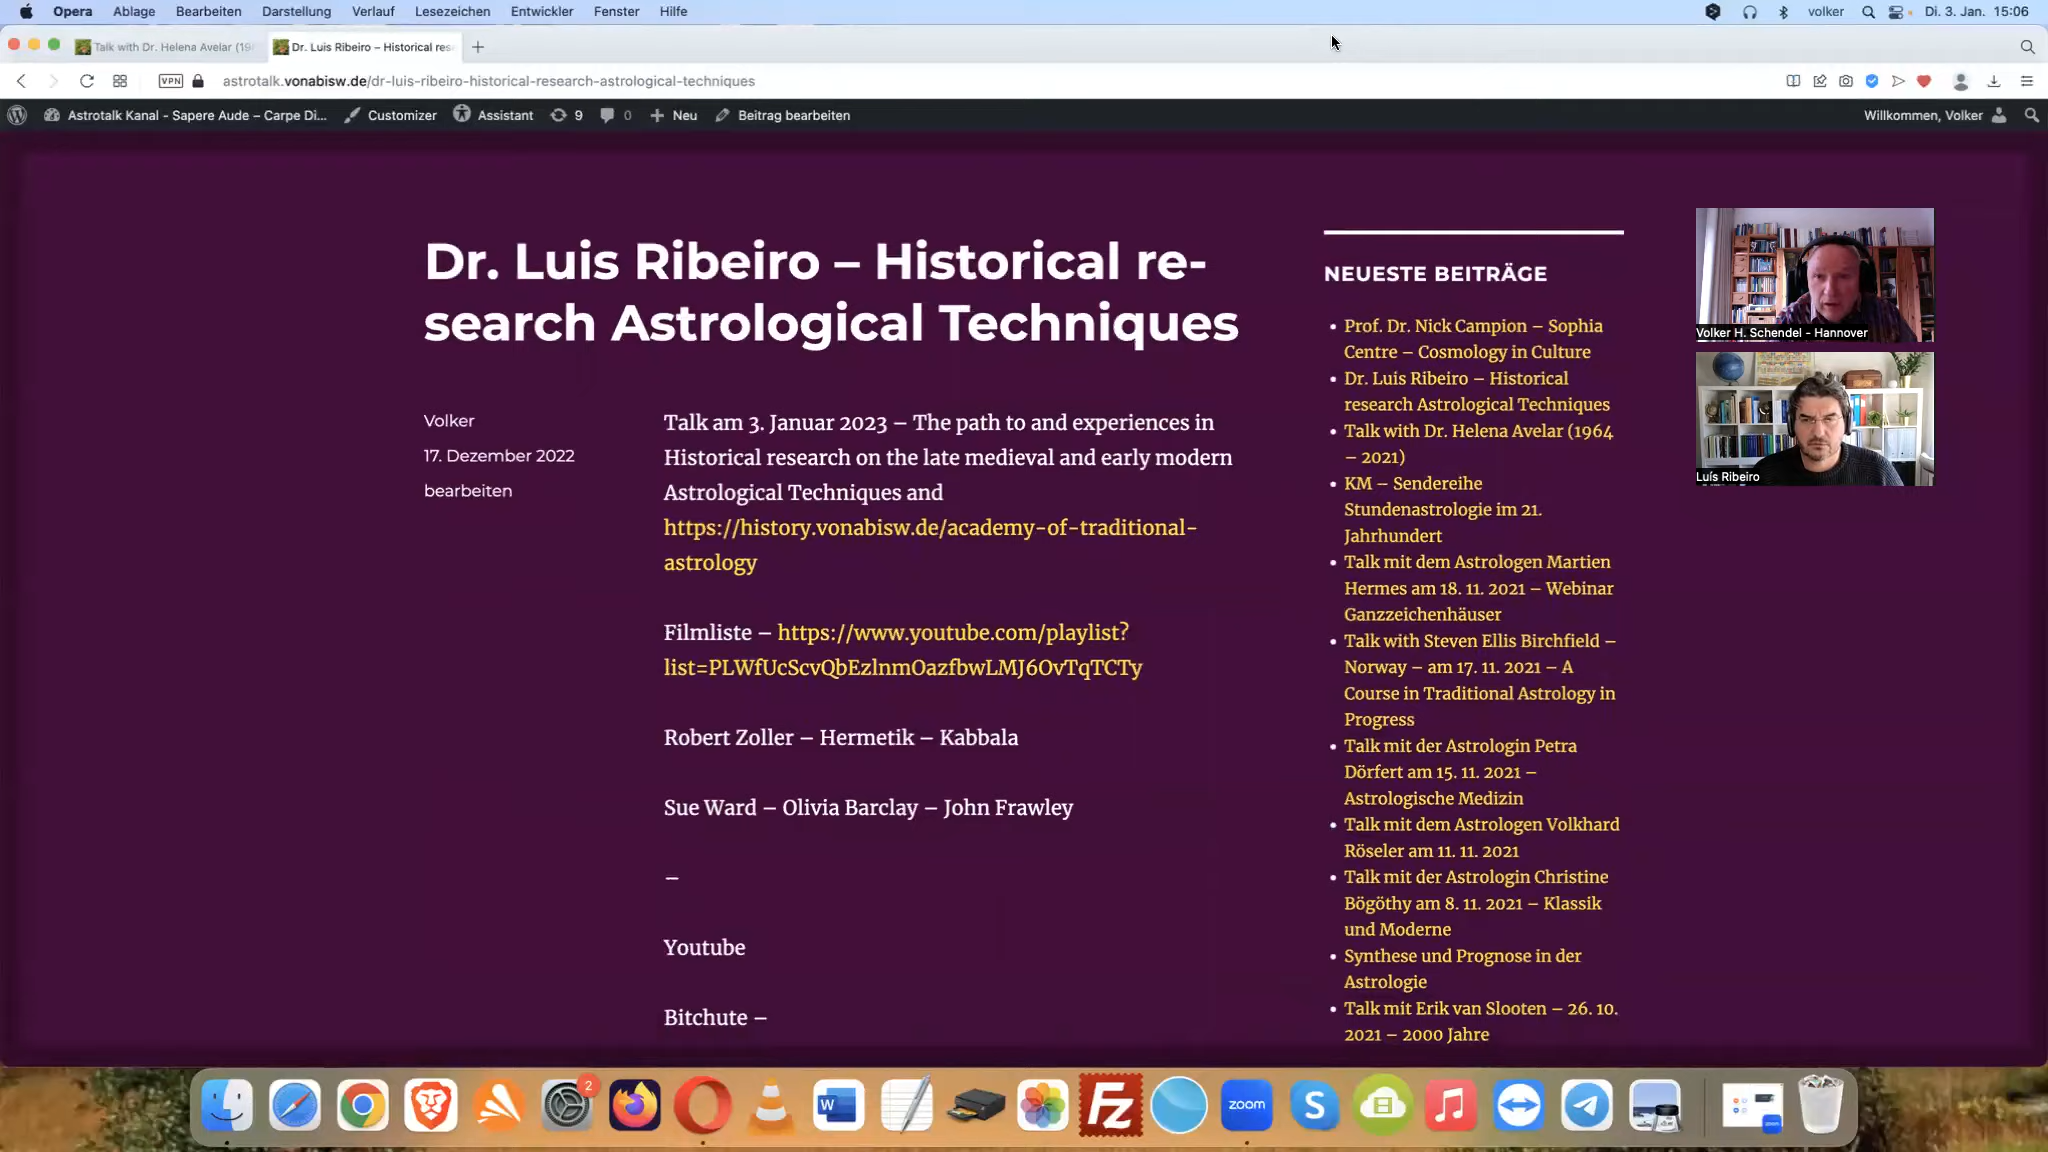 Opera Ablage Bearbeiten Darstellung Verlauf Lesezeichen Entwickler Fenster Hilfe volker Di. 3. Jan. 15:06
Talk with Dr. Helena Avelar (19
Dr. Luis Ribeiro – Historical res
VPN astrotalk.vonabisw.de/dr-luis-ribeiro-historical-research-astrological-techniques
Astrotalk Kanal - Sapere Aude – Carpe Di... Customizer Assistant 9 0 Neu Beitrag bearbeiten Willkommen, Volker
Dr. Luis Ribeiro – Historical re-
search Astrological Techniques
Volker
17. Dezember 2022
bearbeiten
Talk am 3. Januar 2023 – The path to and experiences in
Historical research on the late medieval and early modern
Astrological Techniques and
https://history.vonabisw.de/academy-of-traditional-
astrology
Filmliste – https://www.youtube.com/playlist?
list=PLWfUcScvQbEzlnmOazfbwLMJ6OvTqTCTy
Robert Zoller – Hermetik – Kabbala
Sue Ward – Olivia Barclay – John Frawley
–
Youtube
Bitchute –
NEUESTE BEITRÄGE
Prof. Dr. Nick Campion – Sophia
Centre – Cosmology in Culture
Dr. Luis Ribeiro – Historical
research Astrological Techniques
Talk with Dr. Helena Avelar (1964
– 2021)
KM – Sendereihe
Stundenastrologie im 21.
Jahrhundert
Talk mit dem Astrologen Martien
Hermes am 18. 11. 2021 – Webinar
Ganzzeichenhäuser
Talk with Steven Ellis Birchfield –
Norway – am 17. 11. 2021 – A
Course in Traditional Astrology in
Progress
Talk mit der Astrologin Petra
Dörfert am 15. 11. 2021 –
Astrologische Medizin
Talk mit dem Astrologen Volkhard
Röseler am 11. 11. 2021
Talk mit der Astrologin Christine
Bögöthy am 8. 11. 2021 – Klassik
und Moderne
Synthese und Prognose in der
Astrologie
Talk mit Erik van Slooten – 26. 10.
2021 – 2000 Jahre
Volker H. Schendel - Hannover
Luís Ribeiro
2
W
Fz
zoom
S